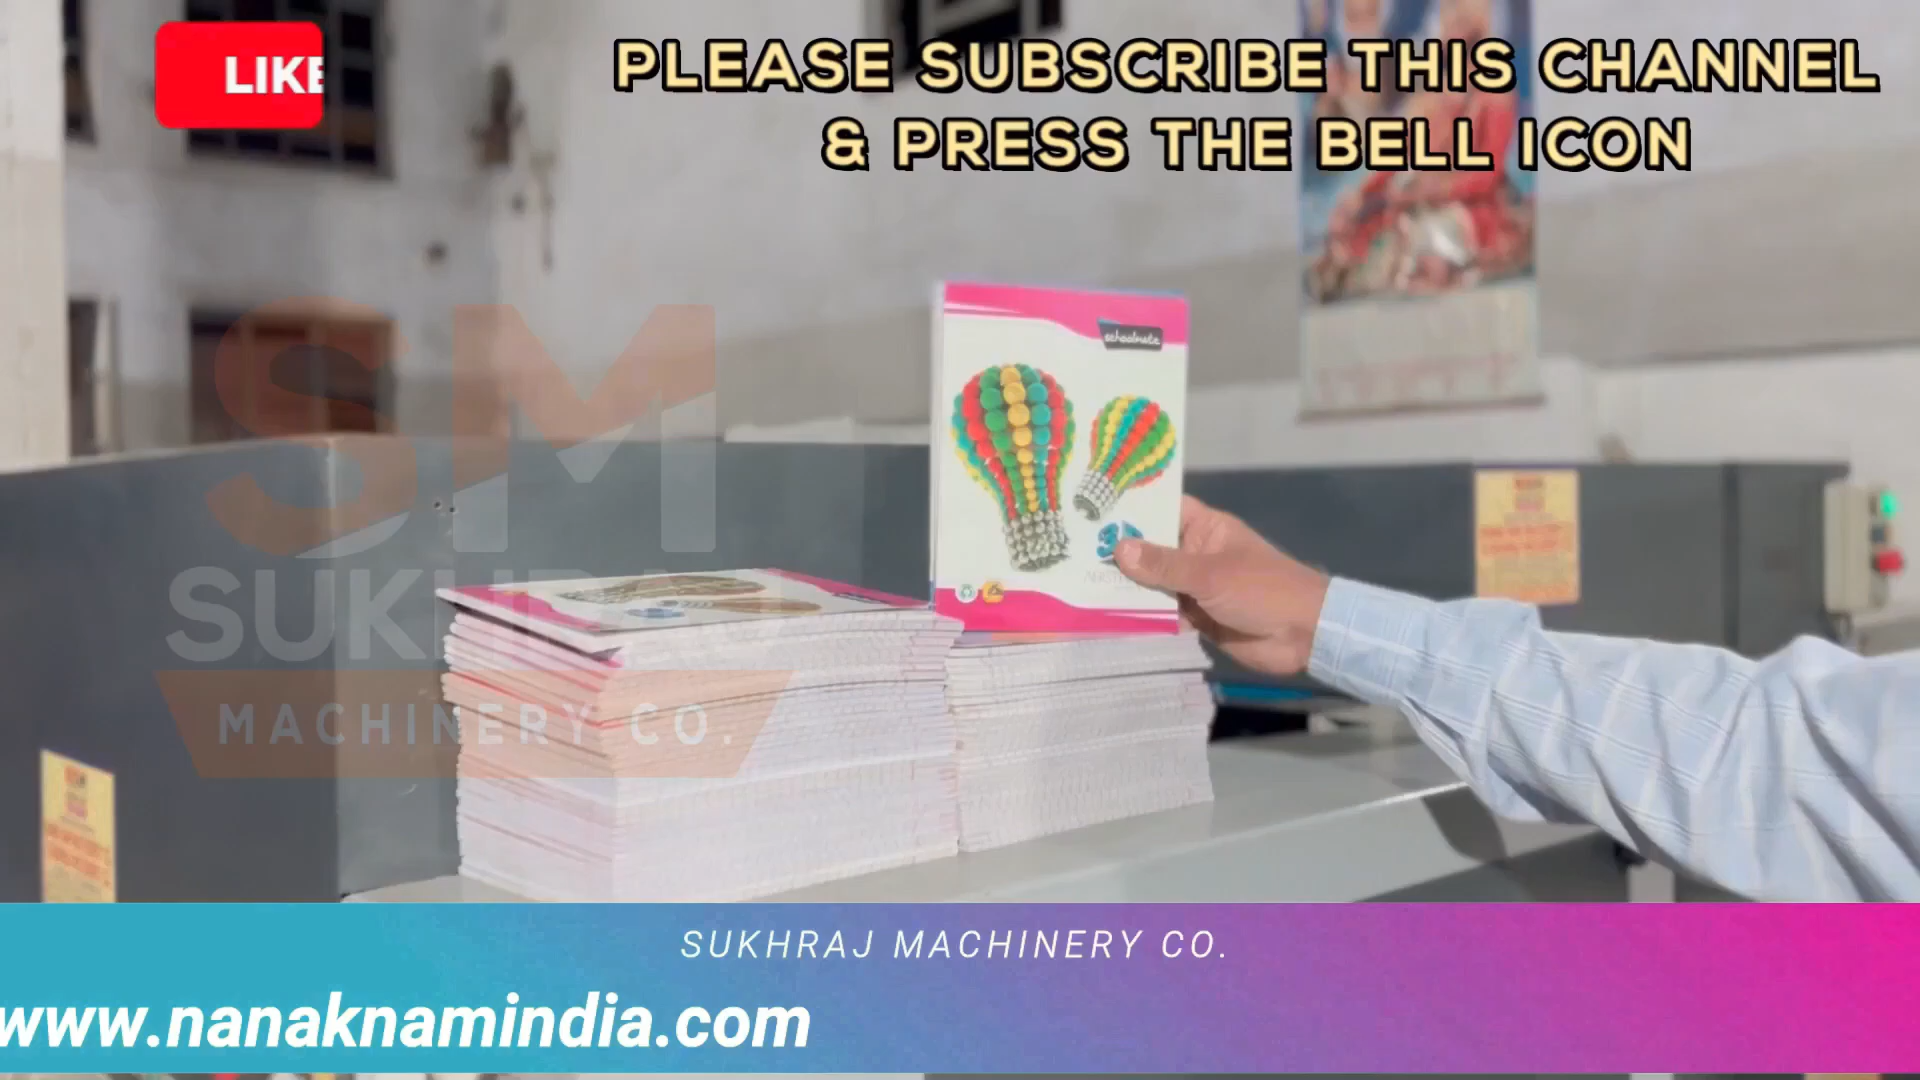 LIKE
PLEASE SUBSCRIBE THIS CHANNEL
& PRESS THE BELL ICON
schoolmate
SM
SUKHRAJ
MACHINERY CO.
SUKHRAJ MACHINERY CO.
www.nanaknamindia.com